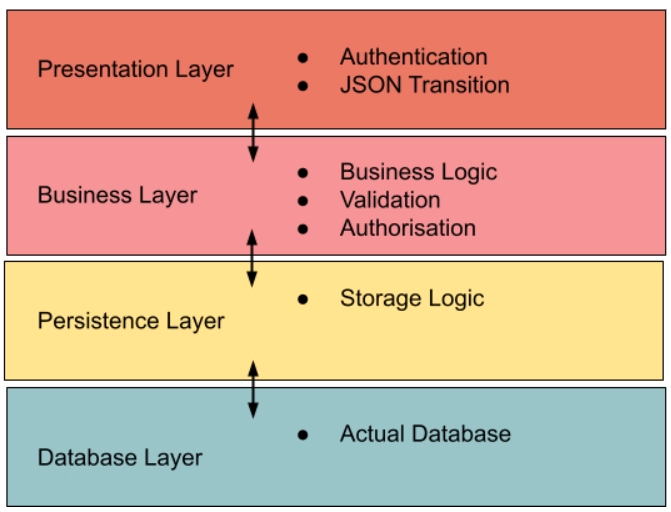 Presentation Layer
● Authentication
● JSON Transition
Business Layer
● Business Logic
● Validation
● Authorisation
Persistence Layer
● Storage Logic
Database Layer
● Actual Database